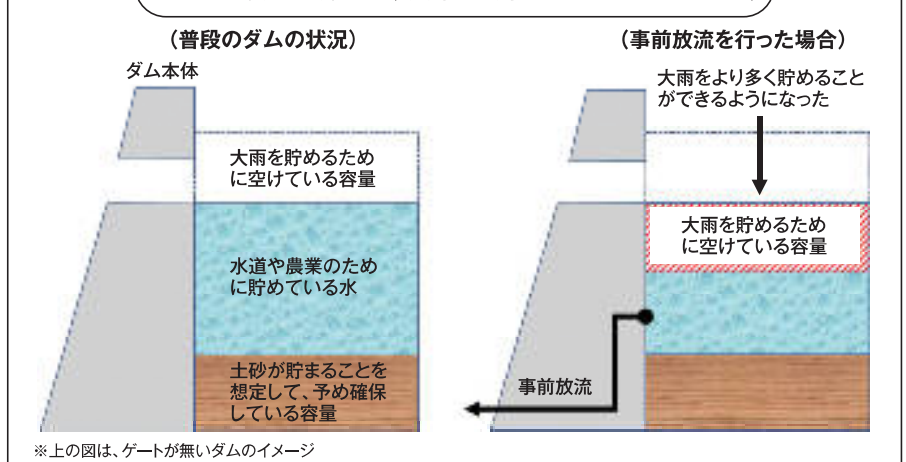 （普段のダムの状況）
ダム本体
大雨を貯めるため
に空けている容量
水道や農業のため
に貯めている水
土砂が貯まることを
想定して、予め確保
している容量
（事前放流を行った場合）
大雨をより多く貯めること
ができるようになった
大雨を貯めるため
に空けている容量
事前放流
※上の図は、ゲートが無いダムのイメージ